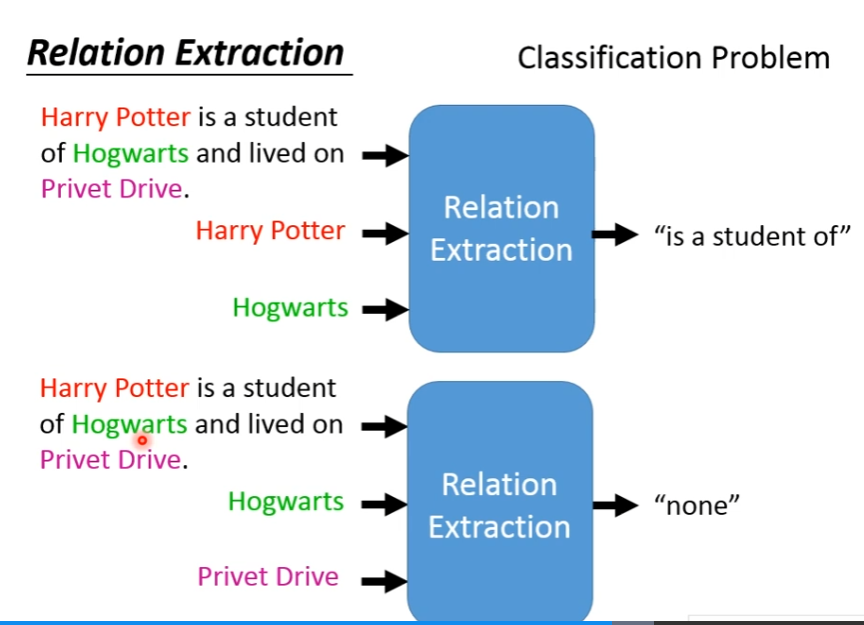 Relation Extraction
Classification Problem
Harry Potter is a student
of Hogwarts and lived on
Privet Drive.
Harry Potter
Hogwarts
Relation
Extraction
“is a student of”
Harry Potter is a student
of Hogwarts and lived on
Privet Drive.
Hogwarts
Privet Drive
Relation
Extraction
“none”